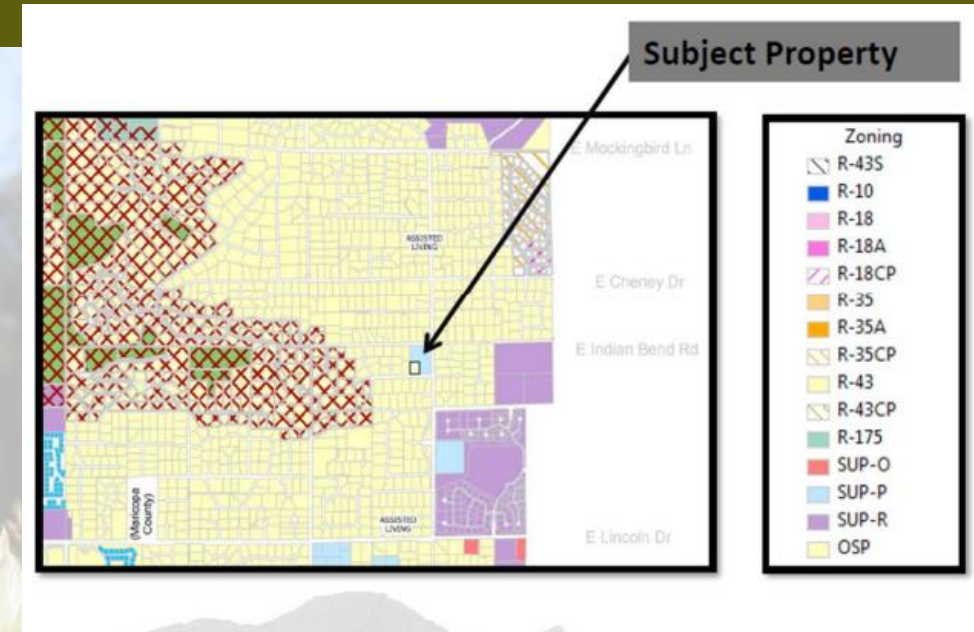 Subject Property
E Mockingbird Ln
ASSISTED
LIVING
E Cheney Dr
E Indian Bend Rd
(Maricopa
County)
ASSISTED
LIVING
E Lincoln Dr
Zoning
R-43S
R-10
R-18
R-18A
R-18CP
R-35
R-35A
R-35CP
R-43
R-43CP
R-175
SUP-O
SUP-P
SUP-R
OSP